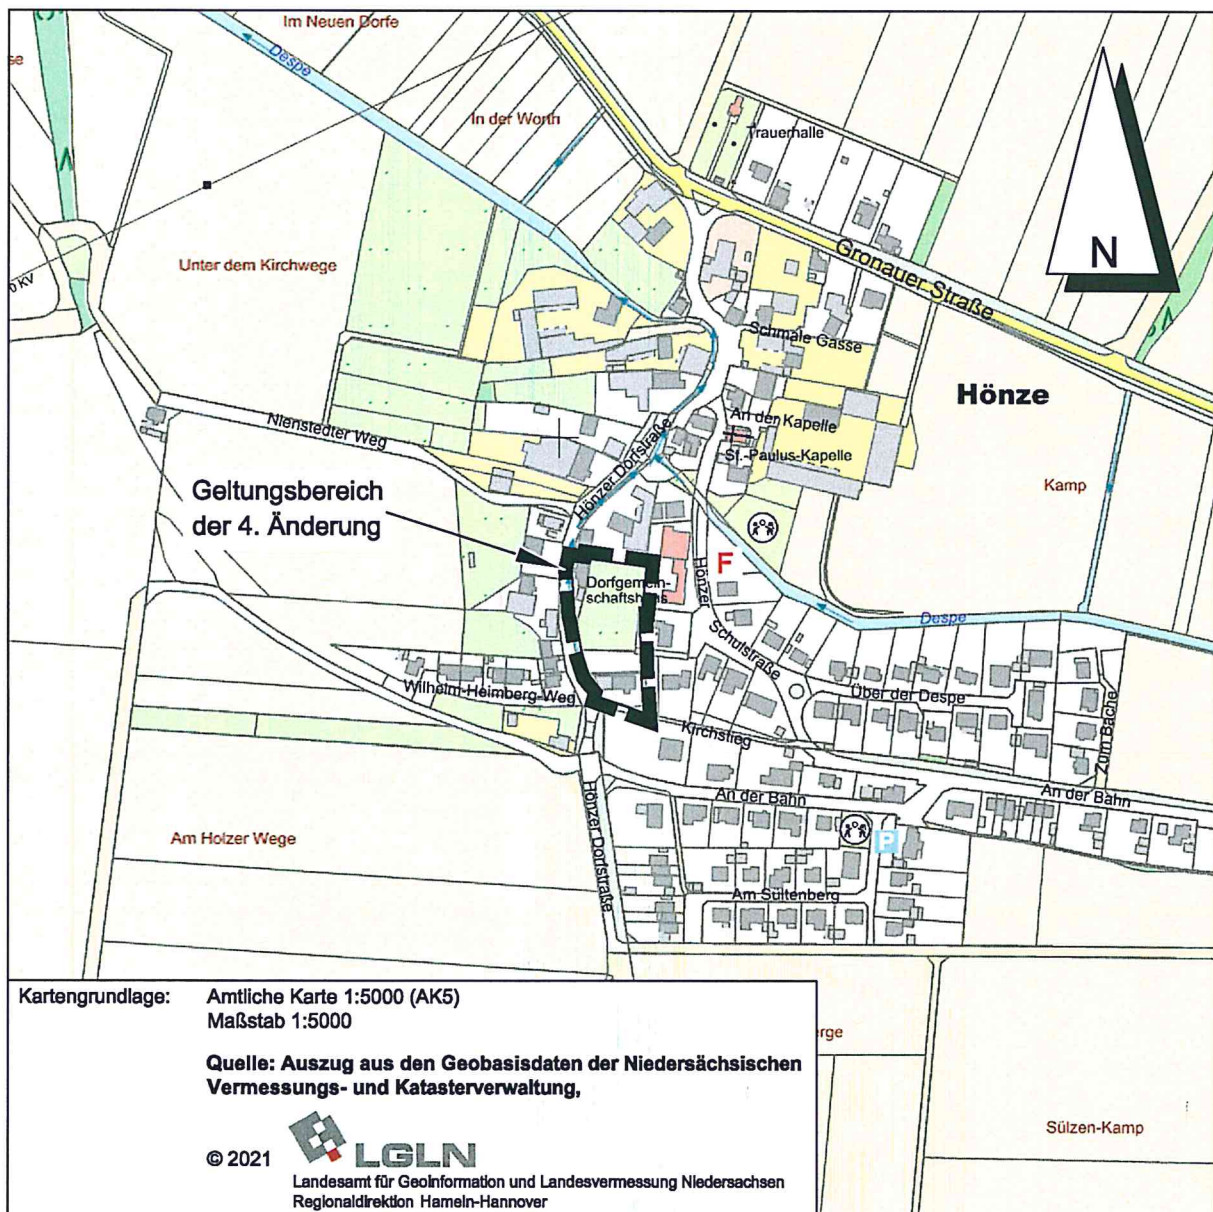 Im Neuen Dorfe
Despe
In der Worth
Trauerhalle
N
Unter dem Kirchwege
Gronauer Straße
kV
Schmale Gasse
Hönze
Nienstedter Weg
An der Kapelle
Hönzer Dorfstraße
St.-Paulus-Kapelle
Kamp
Geltungsbereich
der 4. Änderung
F
Dorfgemein-
schaftshaus
Hönzer
Schulstraße
Despe
Wilhelm-Heimberg-Weg
Über der Despe
Zum Bache
Kirchstieg
An der Bahn
An der Bahn
Hönzer Dorfstraße
Am Holzer Wege
P
Am Sültenberg
Kartengrundlage:
Amtliche Karte 1:5000 (AK5)
Maßstab 1:5000
erge
Quelle: Auszug aus den Geobasisdaten der Niedersächsischen
Vermessungs- und Katasterverwaltung,
Sülzen-Kamp
© 2021
LGLN
Landesamt für Geoinformation und Landesvermessung Niedersachsen
Regionaldirektion Hameln-Hannover